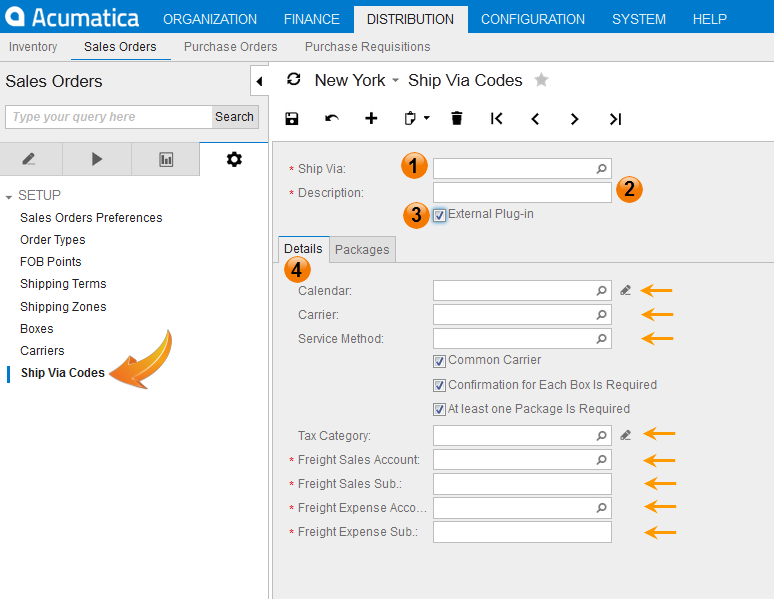 Acumatica ORGANIZATION FINANCE DISTRIBUTION CONFIGURATION SYSTEM HELP
Inventory Sales Orders Purchase Orders Purchase Requisitions
Sales Orders
New York Ship Via Codes
Type your query here Search
SETUP
Sales Orders Preferences
Order Types
FOB Points
Shipping Terms
Shipping Zones
Boxes
Carriers
Ship Via Codes
* Ship Via: 1
* Description: 2
3 External Plug-in
Details Packages
4
Calendar:
Carrier:
Service Method:
Common Carrier
Confirmation for Each Box Is Required
At least one Package Is Required
Tax Category:
* Freight Sales Account:
* Freight Sales Sub.:
* Freight Expense Acco...
* Freight Expense Sub.: